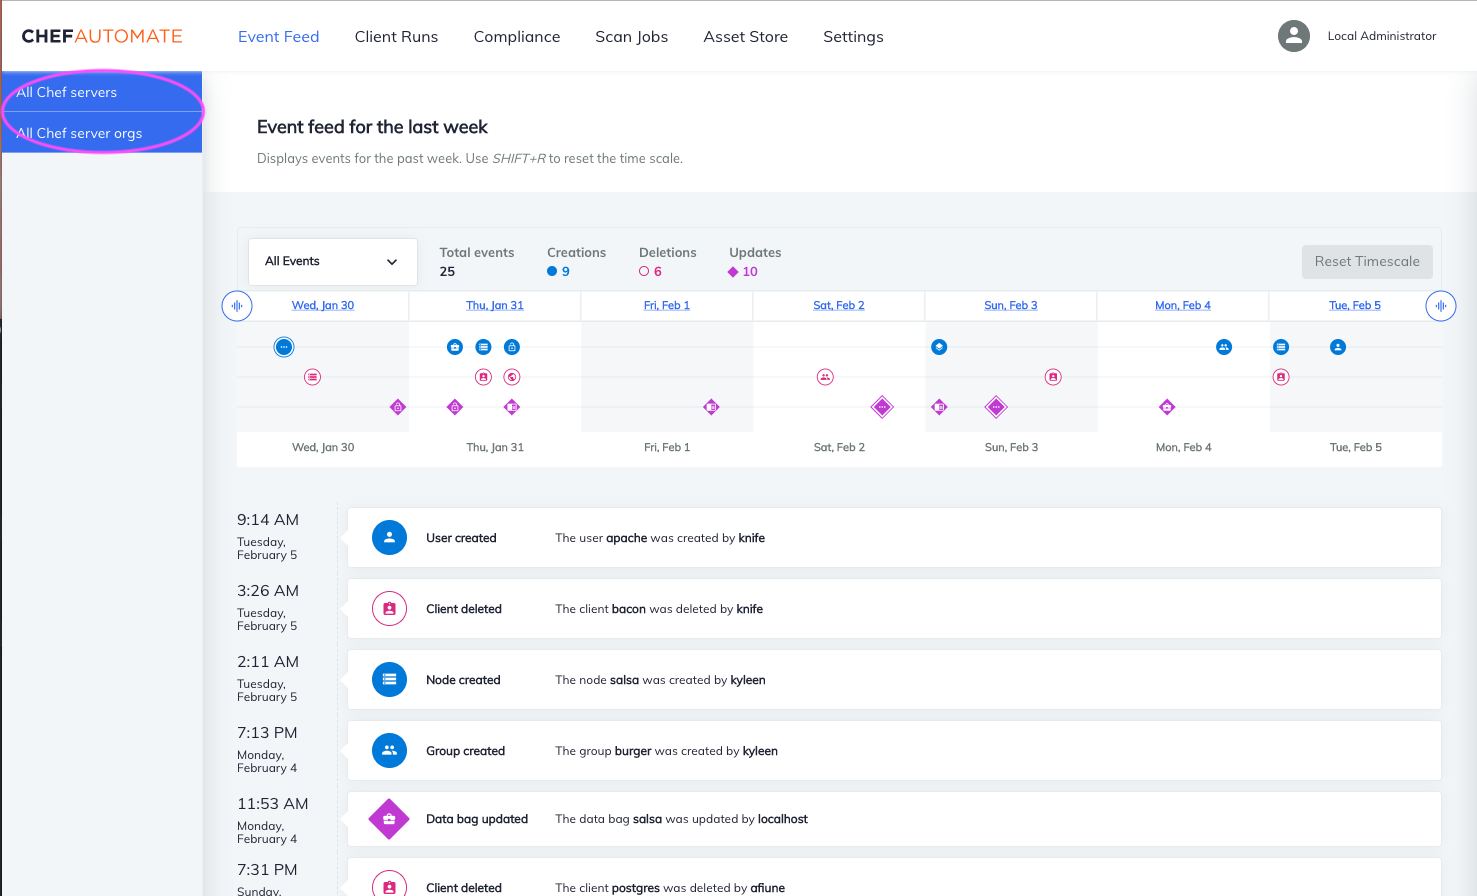 CHEFAUTOMATE
Event Feed Client Runs Compliance Scan Jobs Asset Store Settings
Local Administrator
All Chef servers
All Chef server orgs
Event feed for the last week
Displays events for the past week. Use SHIFT+R to reset the time scale.
All Events
Total events Creations Deletions Updates
25 9 6 10
Reset Timescale
Wed, Jan 30 Thu, Jan 31 Fri, Feb 1 Sat, Feb 2 Sun, Feb 3 Mon, Feb 4 Tue, Feb 5
Wed, Jan 30 Thu, Jan 31 Fri, Feb 1 Sat, Feb 2 Sun, Feb 3 Mon, Feb 4 Tue, Feb 5
9:14 AM
Tuesday,
February 5
User created The user apache was created by knife
3:26 AM
Tuesday,
February 5
Client deleted The client bacon was deleted by knife
2:11 AM
Tuesday,
February 5
Node created The node salsa was created by kyleen
7:13 PM
Monday,
February 4
Group created The group burger was created by kyleen
11:53 AM
Monday,
February 4
Data bag updated The data bag salsa was updated by localhost
7:31 PM
Sunday,
Client deleted The client postgres was deleted by afiune